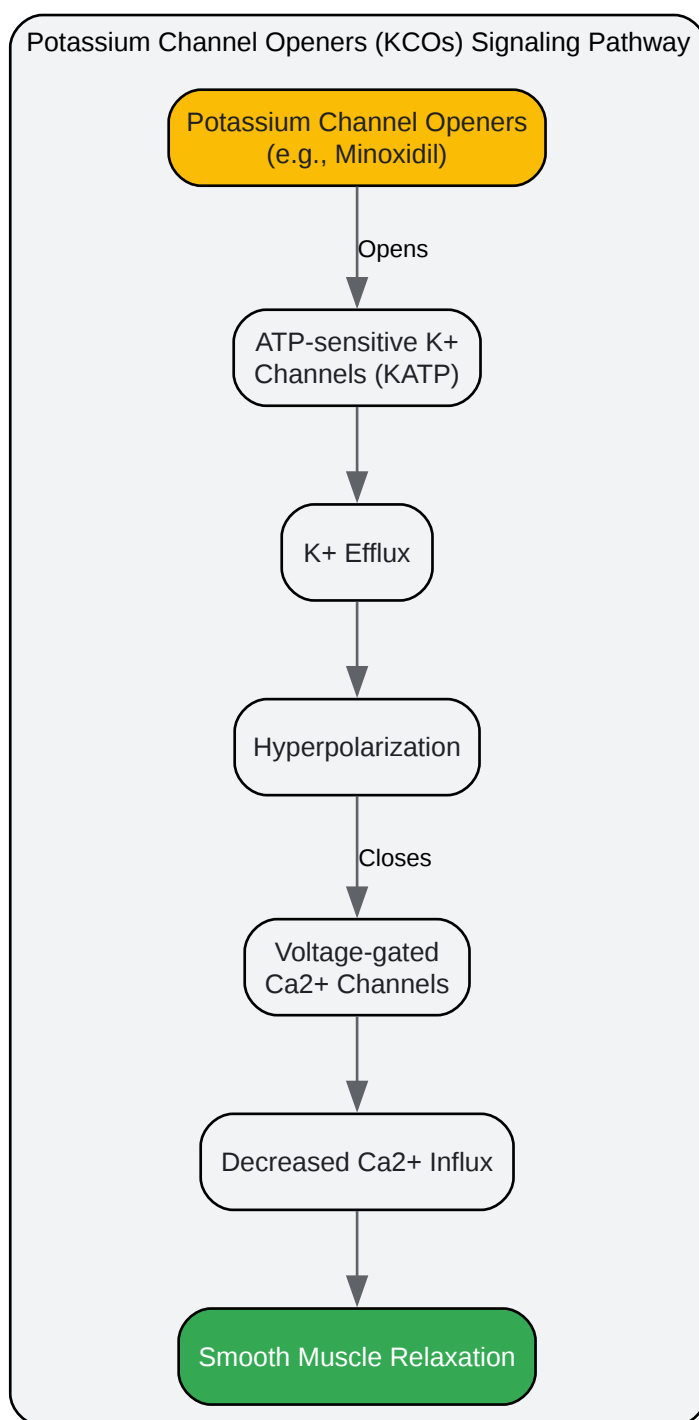 Potassium Channel Openers (KCOs) Signaling Pathway
Potassium Channel Openers
(e.g., Minoxidil)
Opens
ATP-sensitive K+
Channels (KATP)
K+ Efflux
Hyperpolarization
Closes
Voltage-gated
Ca2+ Channels
Decreased Ca2+ Influx
Smooth Muscle Relaxation